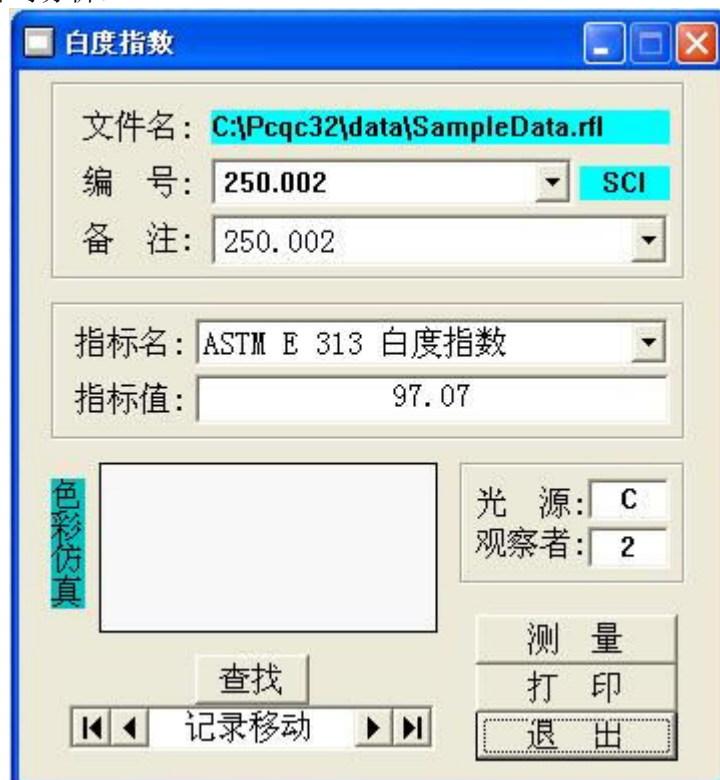 白度指数
文件名: C:\Pcqc32\data\SampleData.rfl
编 号: 250.002 SCI
备 注: 250.002
指标名: ASTM E 313 白度指数
指标值: 97.07
色彩仿真
光 源: C
观察者: 2
测 量
查找
打 印
记录移动
退 出